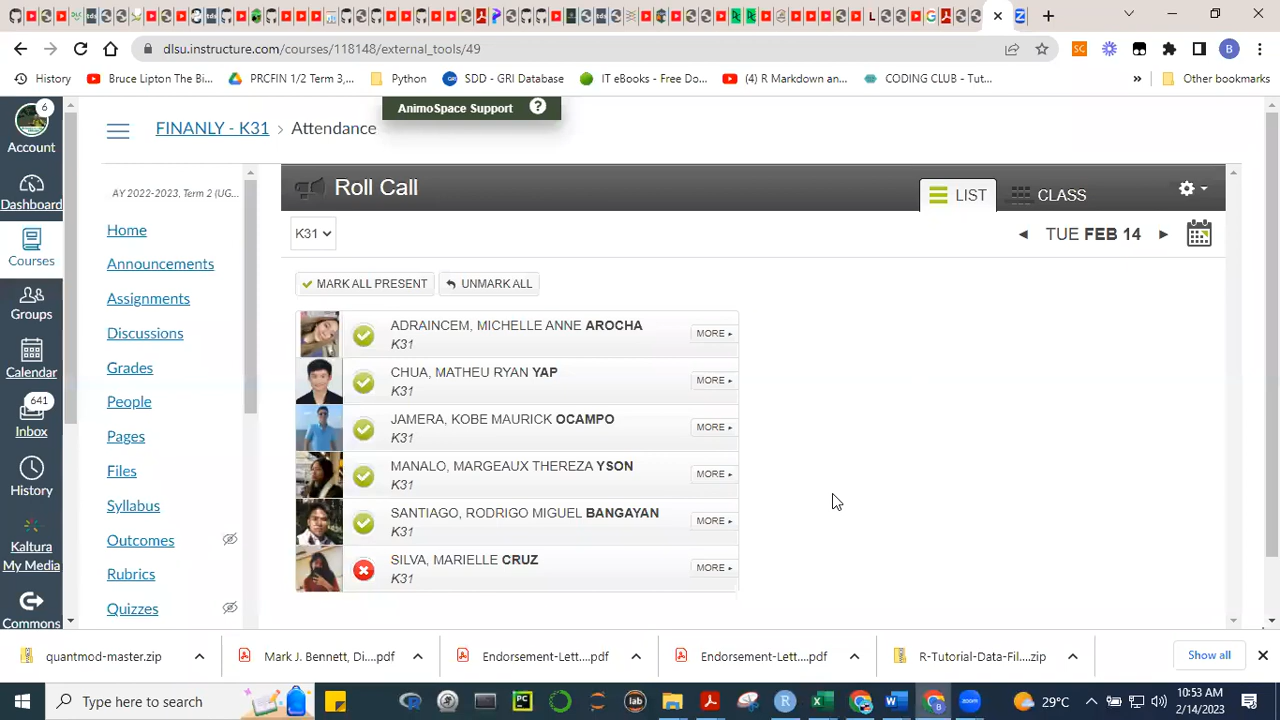 dlsu.instructure.com/courses/118148/external_tools/49
B
History
Bruce Lipton The Bi...
PRCFIN 1/2 Term 3,...
Python
SDD - GRI Database
IT eBooks - Free Do...
(4) R Markdown an...
CODING CLUB - Tut...
»
Other bookmarks
6
Account
Dashboard
Courses
Groups
Calendar
641
Inbox
History
Kaltura
My Media
Commons
AnimoSpace Support ?
FINANLY - K31 > Attendance
AY 2022-2023, Term 2 (UG...
Home
Announcements
Assignments
Discussions
Grades
People
Pages
Files
Syllabus
Outcomes
Rubrics
Quizzes
Roll Call
LIST
CLASS
K31
TUE FEB 14
MARK ALL PRESENT
UNMARK ALL
ADRAINCEM, MICHELLE ANNE AROCHA
K31
MORE
CHUA, MATHEU RYAN YAP
K31
MORE
JAMERA, KOBE MAURICK OCAMPO
K31
MORE
MANALO, MARGEAUX THEREZA YSON
K31
MORE
SANTIAGO, RODRIGO MIGUEL BANGAYAN
K31
MORE
SILVA, MARIELLE CRUZ
K31
MORE
quantmod-master.zip
Mark J. Bennett, Di....pdf
Endorsement-Lett....pdf
Endorsement-Lett....pdf
R-Tutorial-Data-Fil....zip
Show all
Type here to search
29°C
10:53 AM
2/14/2023